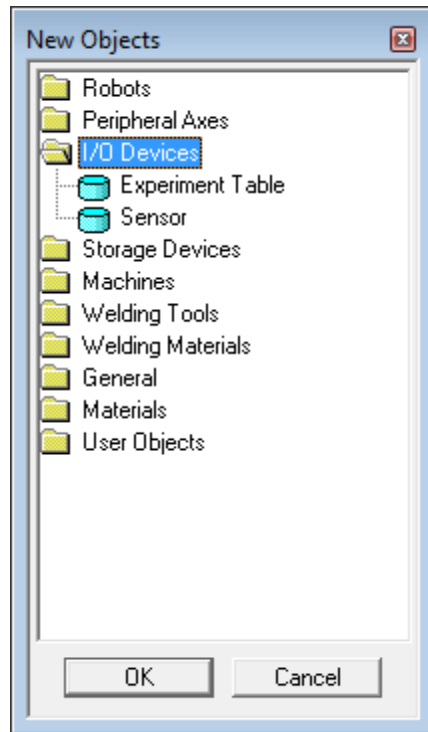 New Objects
Robots
Peripheral Axes
I/O Devices
Experiment Table
Sensor
Storage Devices
Machines
Welding Tools
Welding Materials
General
Materials
User Objects
OK Cancel